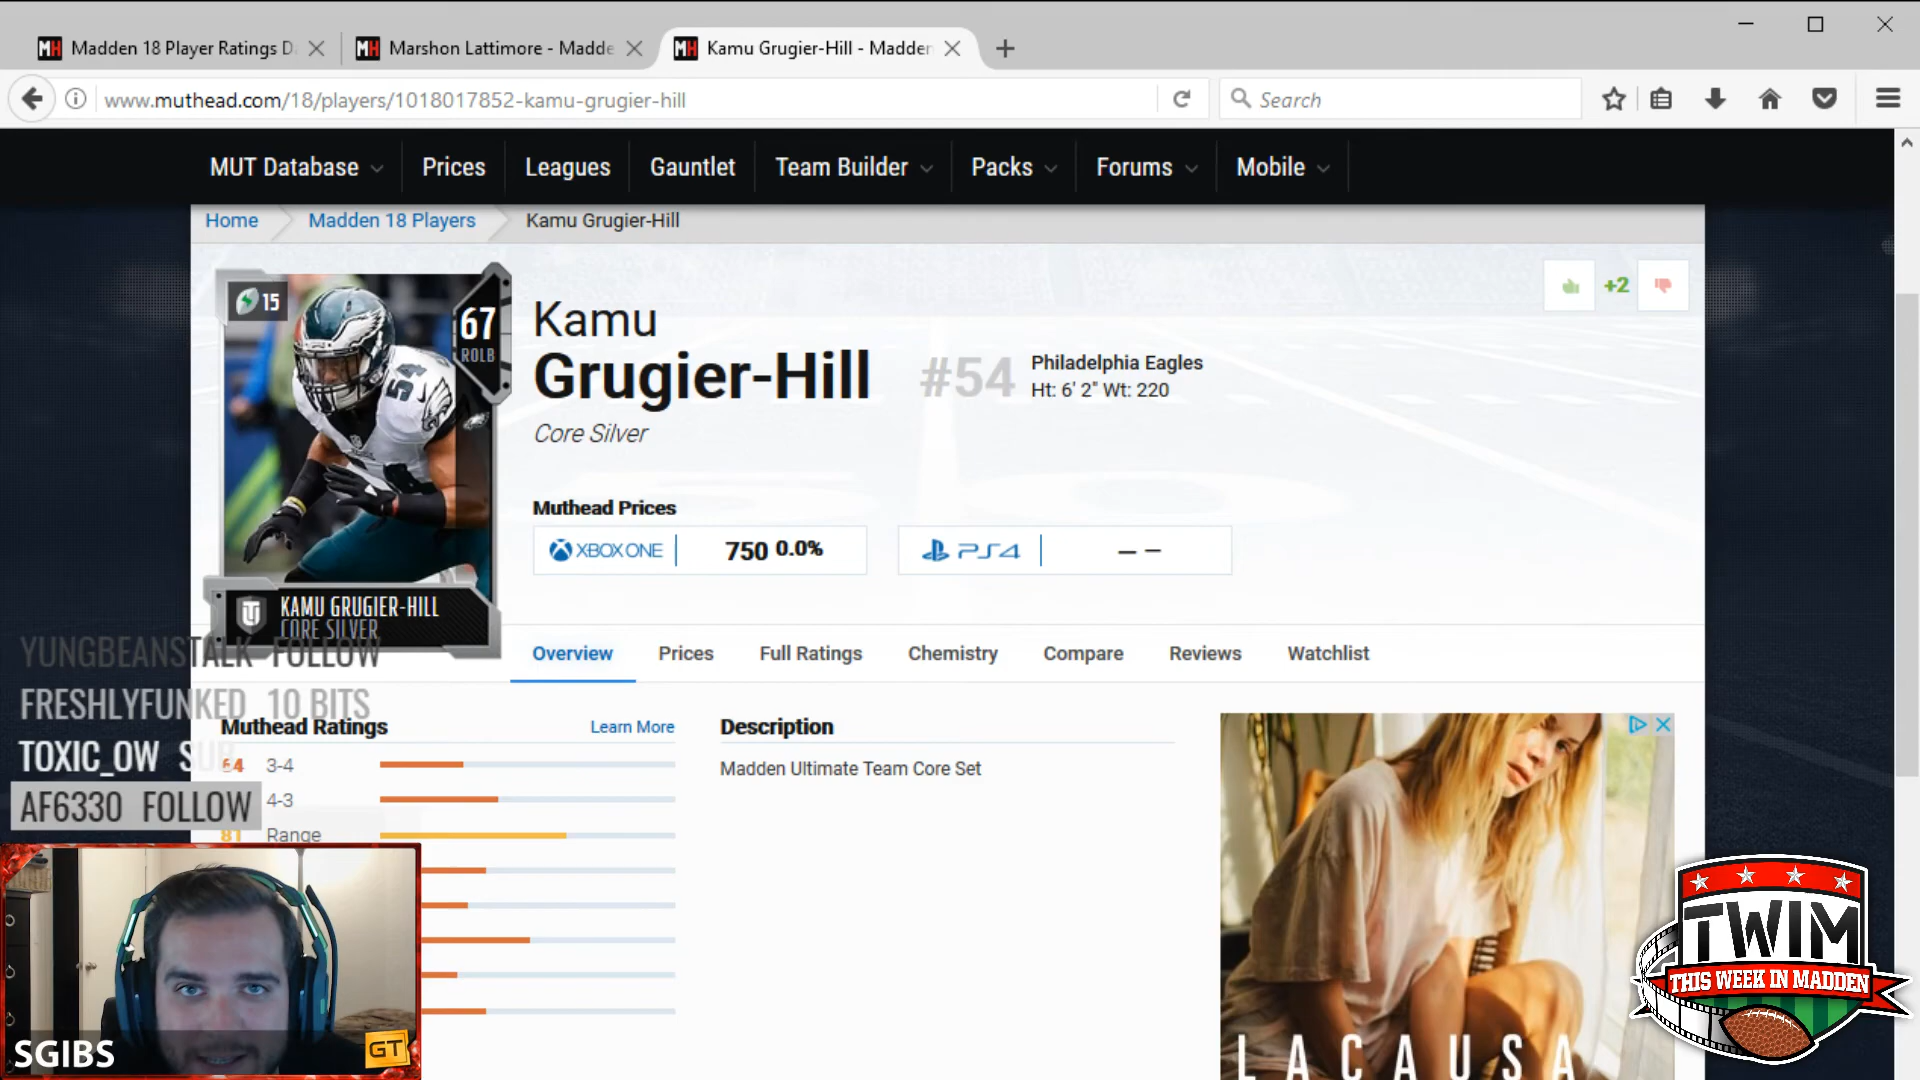 Madden 18 Player Ratings D
Marshon Lattimore - Madde
Kamu Grugier-Hill - Madden
www.muthead.com/18/players/1018017852-kamu-grugier-hill
Search
MUT Database
Prices
Leagues
Gauntlet
Team Builder
Packs
Forums
Mobile
Home
Madden 18 Players
Kamu Grugier-Hill
15
67
ROLB
KAMU GRUGIER-HILL
CORE SILVER
Kamu
Grugier-Hill
#54
Philadelphia Eagles
Ht: 6' 2" Wt: 220
Core Silver
+2
Muthead Prices
XBOX ONE
750 0.0%
PS4
– –
Overview
Prices
Full Ratings
Chemistry
Compare
Reviews
Watchlist
YUNGBEANSTALK FOLLOW
FRESHLYFUNKED 10 BITS
TOXIC_OW SUB
AF6330 FOLLOW
Muthead Ratings
Learn More
3-4
4-3
81 Range
Description
Madden Ultimate Team Core Set
LACAUSA
SGIBS
GT
TWIM
THIS WEEK IN MADDEN